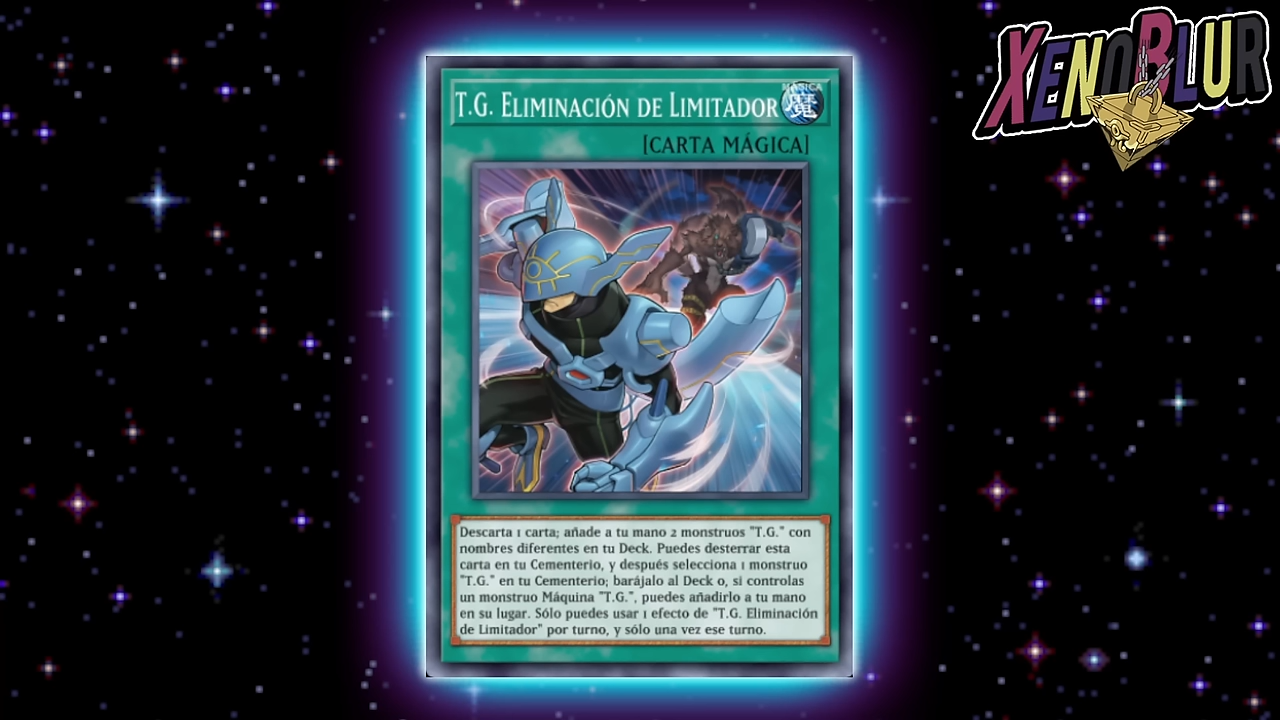 XENOBLUR
T.G. ELIMINACIÓN DE LIMITADOR
MÁGICA
魔
[CARTA MÁGICA]
Descarta 1 carta; añade a tu mano 2 monstruos "T.G." con
nombres diferentes en tu Deck. Puedes desterrar esta
carta en tu Cementerio, y después selecciona 1 monstruo
"T.G." en tu Cementerio; barájalo al Deck o, si controlas
un monstruo Máquina "T.G.", puedes añadirlo a tu mano
en su lugar. Sólo puedes usar 1 efecto de "T.G. Eliminación
de Limitador" por turno, y sólo una vez ese turno.